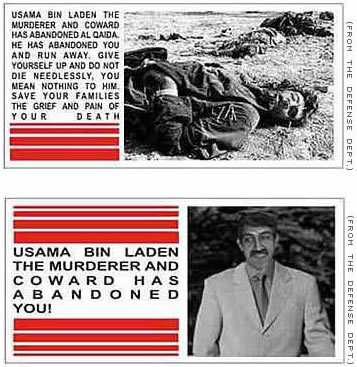 USAMA BIN LADEN THE
MURDERER AND COWARD
HAS ABANDONED AL QAIDA.
HE HAS ABANDONED YOU
AND RUN AWAY. GIVE
YOURSELF UP AND DO NOT
DIE NEEDLESSLY, YOU
MEAN NOTHING TO HIM.
SAVE YOUR FAMILIES
THE GRIEF AND PAIN OF
YOUR DEATH
(FROM THE DEFENSE DEPT.)
USAMA BIN LADEN
THE MURDERER AND
COWARD HAS
ABANDONED
YOU!
(FROM THE DEFENSE DEPT.)